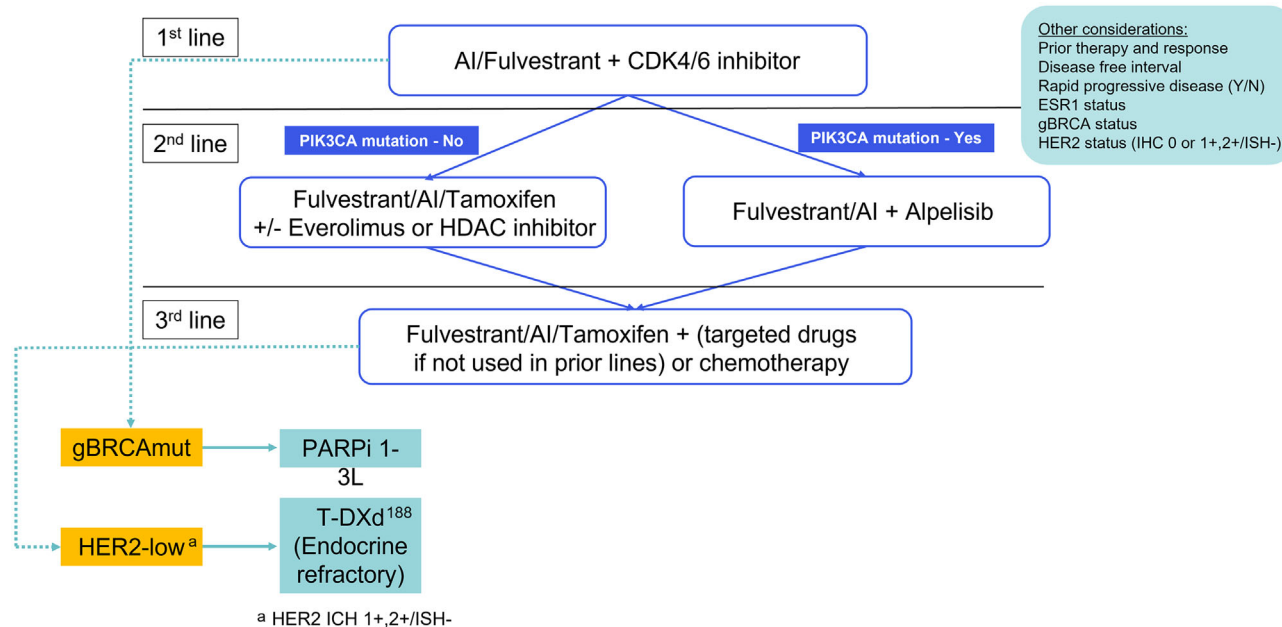 1st line
AI/Fulvestrant + CDK4/6 inhibitor
Other considerations:
Prior therapy and response
Disease free interval
Rapid progressive disease (Y/N)
ESR1 status
gBRCA status
HER2 status (IHC 0 or 1+,2+/ISH-)
2nd line
PIK3CA mutation - No
PIK3CA mutation - Yes
Fulvestrant/AI/Tamoxifen
+/- Everolimus or HDAC inhibitor
Fulvestrant/AI + Alpelisib
3rd line
Fulvestrant/AI/Tamoxifen + (targeted drugs
if not used in prior lines) or chemotherapy
gBRCAmut
PARPi 1-
3L
HER2-low a
T-DXd188
(Endocrine
refractory)
a HER2 ICH 1+,2+/ISH-